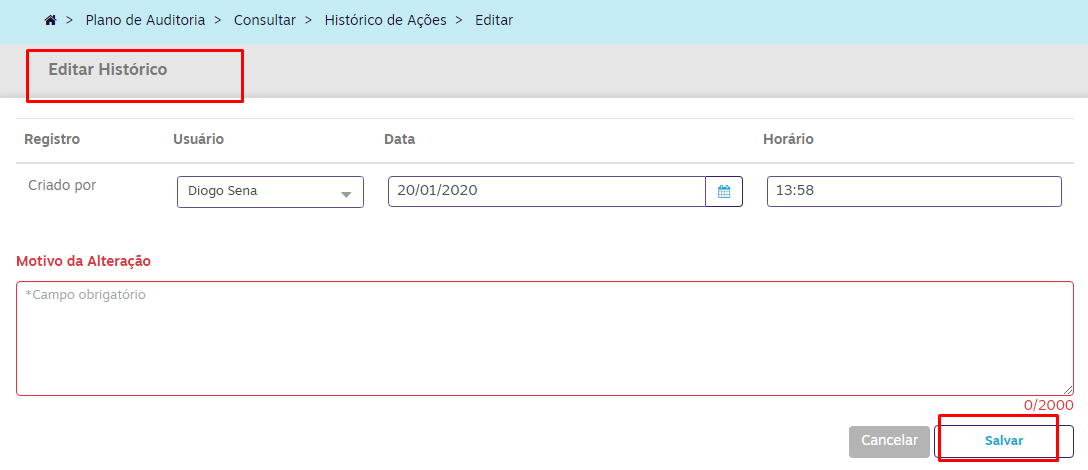 > Plano de Auditoria > Consultar > Histórico de Ações > Editar
Editar Histórico
Registro Usuário Data Horário
Criado por Diogo Sena 20/01/2020 13:58
Motivo da Alteração
*Campo obrigatório
0/2000
Cancelar Salvar